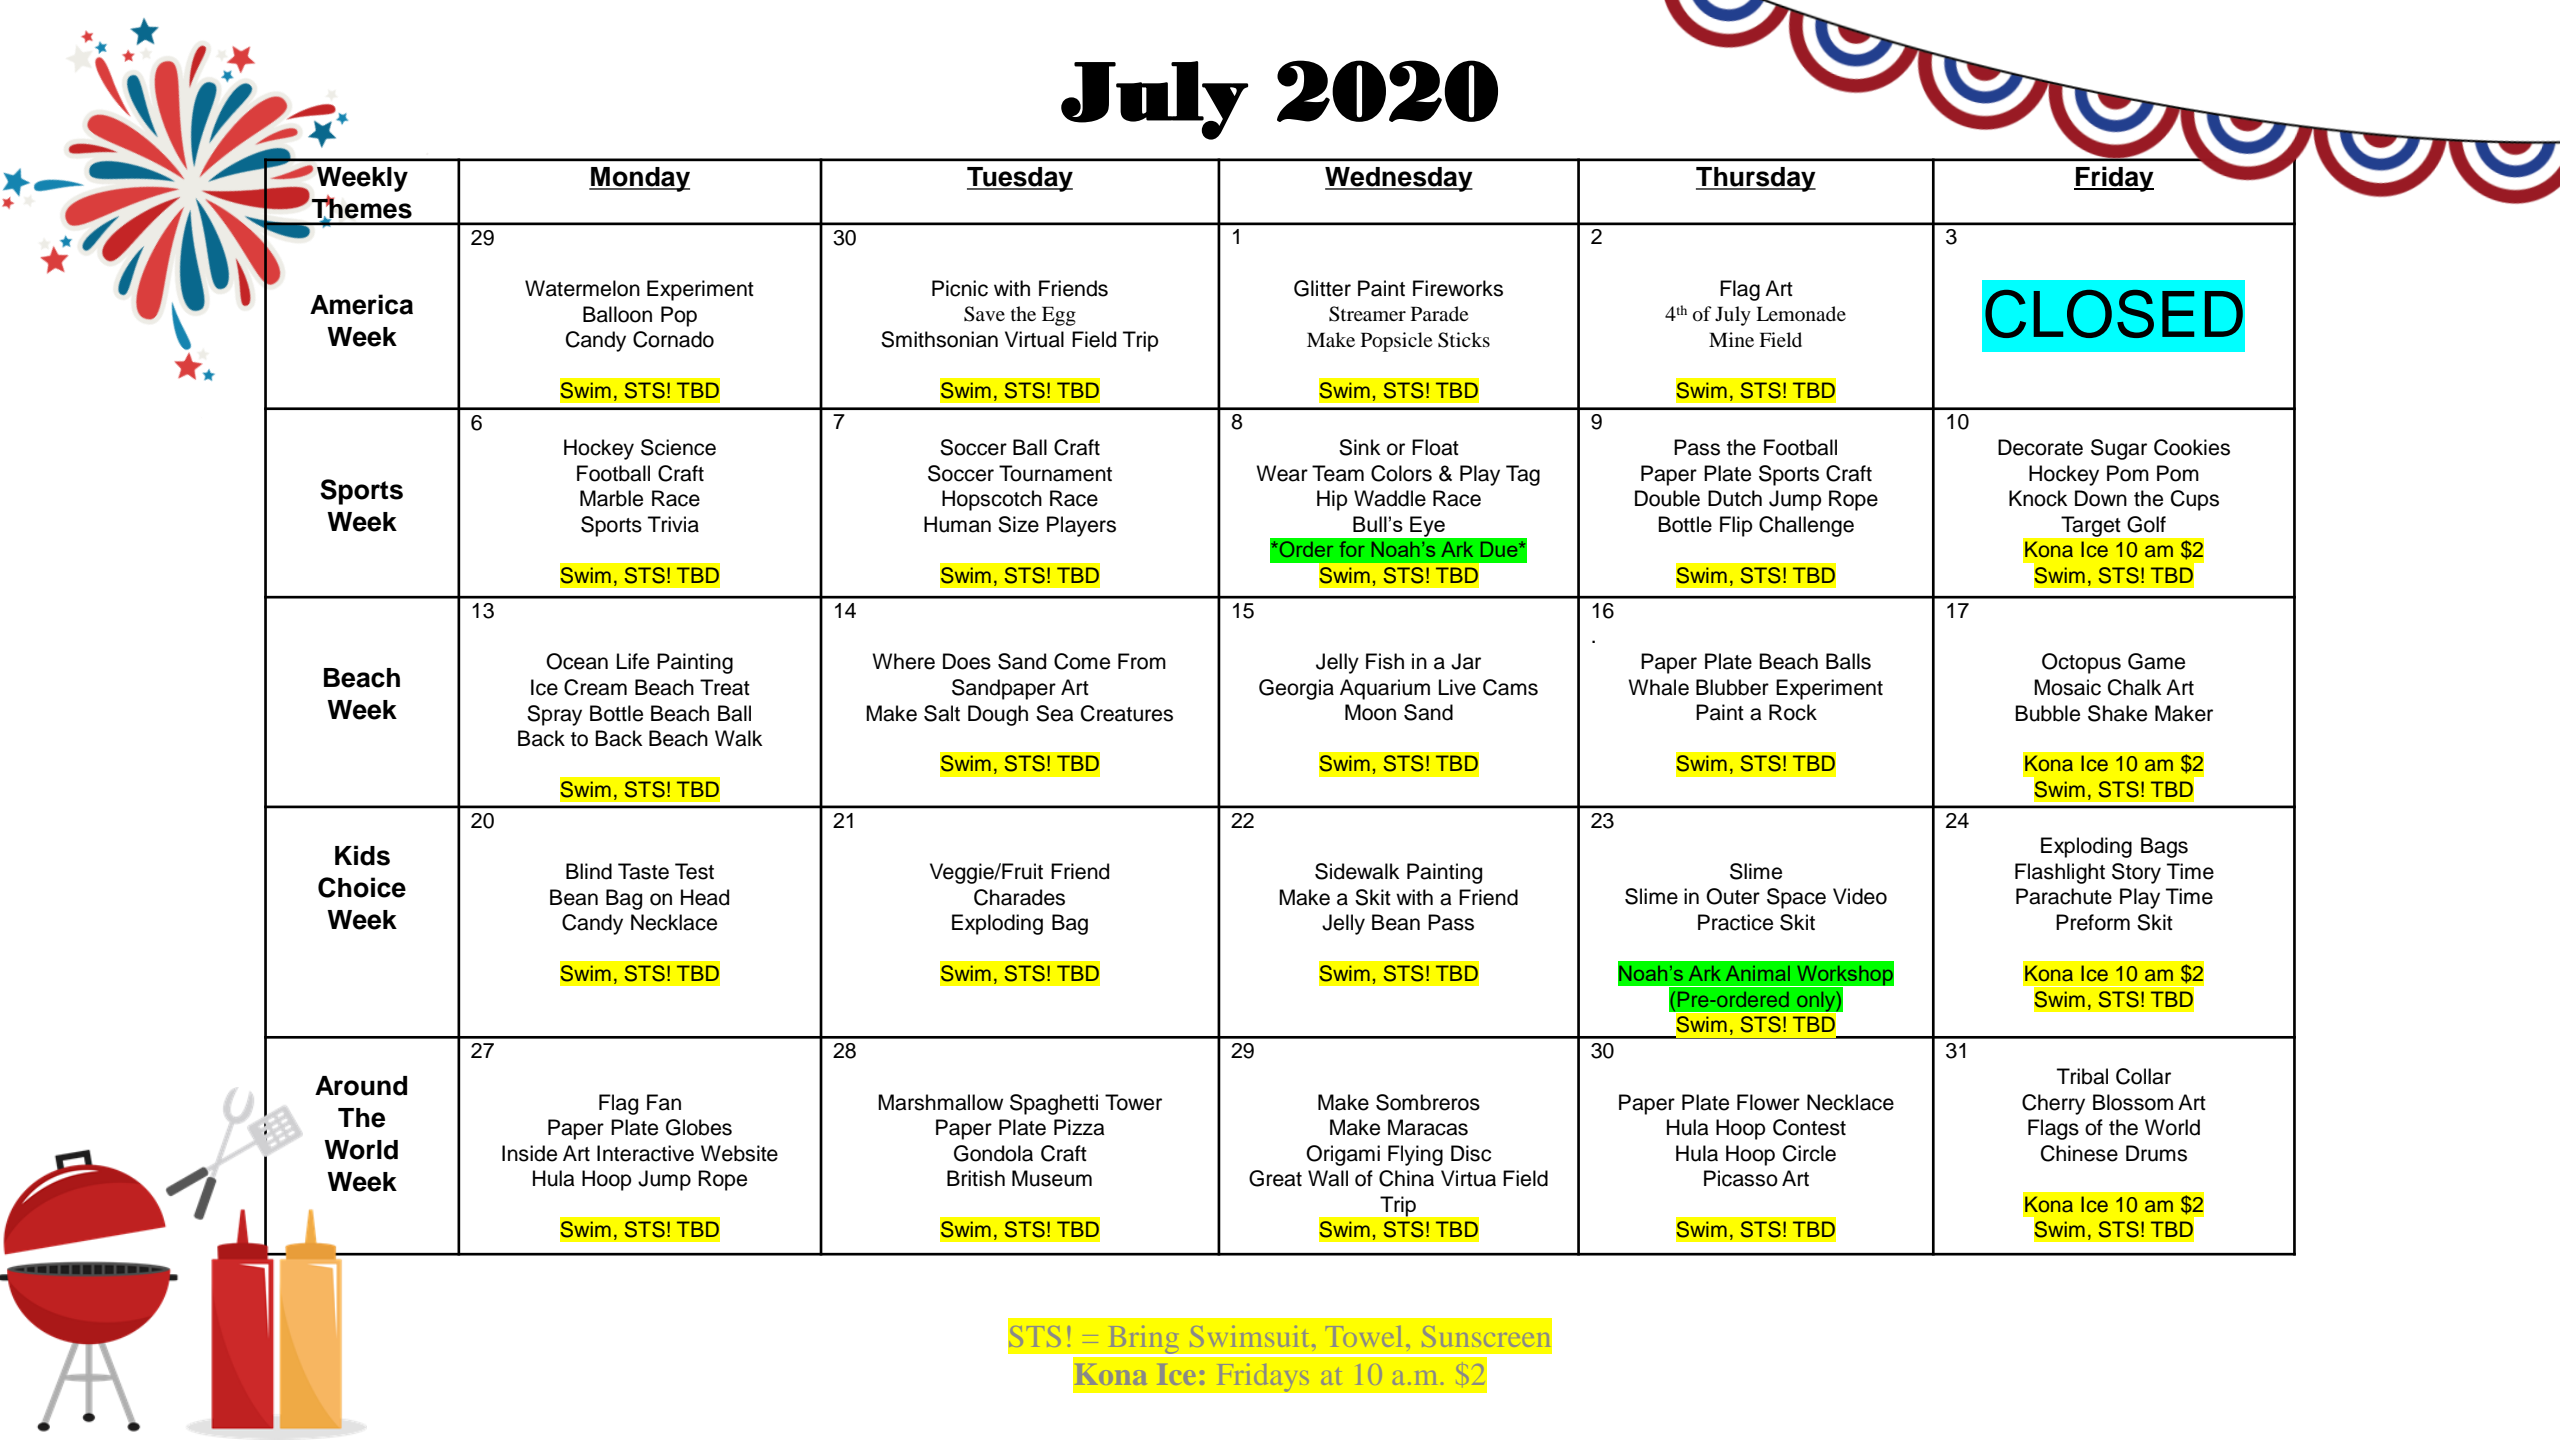 July 2020
Weekly
Themes
Monday
Tuesday
Wednesday
Thursday
Friday
America
Week
29
Watermelon Experiment
Balloon Pop
Candy Cornado
Swim, STS! TBD
30
Picnic with Friends
Save the Egg
Smithsonian Virtual Field Trip
Swim, STS! TBD
1
Glitter Paint Fireworks
Streamer Parade
Make Popsicle Sticks
Swim, STS! TBD
2
Flag Art
4th of July Lemonade
Mine Field
Swim, STS! TBD
3
CLOSED
Sports
Week
6
Hockey Science
Football Craft
Marble Race
Sports Trivia
Swim, STS! TBD
7
Soccer Ball Craft
Soccer Tournament
Hopscotch Race
Human Size Players
Swim, STS! TBD
8
Sink or Float
Wear Team Colors & Play Tag
Hip Waddle Race
Bull’s Eye
*Order for Noah’s Ark Due*
Swim, STS! TBD
9
Pass the Football
Paper Plate Sports Craft
Double Dutch Jump Rope
Bottle Flip Challenge
Swim, STS! TBD
10
Decorate Sugar Cookies
Hockey Pom Pom
Knock Down the Cups
Target Golf
Kona Ice 10 am $2
Swim, STS! TBD
Beach
Week
13
Ocean Life Painting
Ice Cream Beach Treat
Spray Bottle Beach Ball
Back to Back Beach Walk
Swim, STS! TBD
14
Where Does Sand Come From
Sandpaper Art
Make Salt Dough Sea Creatures
Swim, STS! TBD
15
Jelly Fish in a Jar
Georgia Aquarium Live Cams
Moon Sand
Swim, STS! TBD
16
.
Paper Plate Beach Balls
Whale Blubber Experiment
Paint a Rock
Swim, STS! TBD
17
Octopus Game
Mosaic Chalk Art
Bubble Shake Maker
Kona Ice 10 am $2
Swim, STS! TBD
Kids
Choice
Week
20
Blind Taste Test
Bean Bag on Head
Candy Necklace
Swim, STS! TBD
21
Veggie/Fruit Friend
Charades
Exploding Bag
Swim, STS! TBD
22
Sidewalk Painting
Make a Skit with a Friend
Jelly Bean Pass
Swim, STS! TBD
23
Slime
Slime in Outer Space Video
Practice Skit
Noah’s Ark Animal Workshop
(Pre-ordered only)
Swim, STS! TBD
24
Exploding Bags
Flashlight Story Time
Parachute Play Time
Preform Skit
Kona Ice 10 am $2
Swim, STS! TBD
Around
The
World
Week
27
Flag Fan
Paper Plate Globes
Inside Art Interactive Website
Hula Hoop Jump Rope
Swim, STS! TBD
28
Marshmallow Spaghetti Tower
Paper Plate Pizza
Gondola Craft
British Museum
Swim, STS! TBD
29
Make Sombreros
Make Maracas
Origami Flying Disc
Great Wall of China Virtua Field
Trip
Swim, STS! TBD
30
Paper Plate Flower Necklace
Hula Hoop Contest
Hula Hoop Circle
Picasso Art
Swim, STS! TBD
31
Tribal Collar
Cherry Blossom Art
Flags of the World
Chinese Drums
Kona Ice 10 am $2
Swim, STS! TBD
STS! = Bring Swimsuit, Towel, Sunscreen
Kona Ice: Fridays at 10 a.m. $2